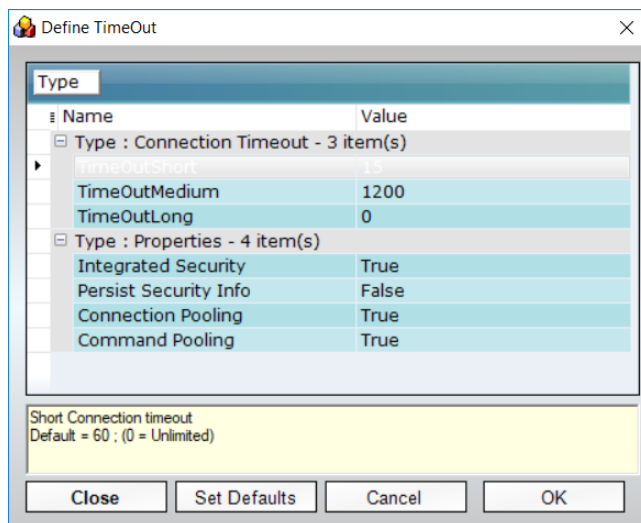 Define TimeOut
Type
Name Value
Type : Connection Timeout - 3 item(s)
TimeOutShort 15
TimeOutMedium 1200
TimeOutLong 0
Type : Properties - 4 item(s)
Integrated Security True
Persist Security Info False
Connection Pooling True
Command Pooling True
Short Connection timeout
Default = 60 ; (0 = Unlimited)
Close Set Defaults Cancel OK